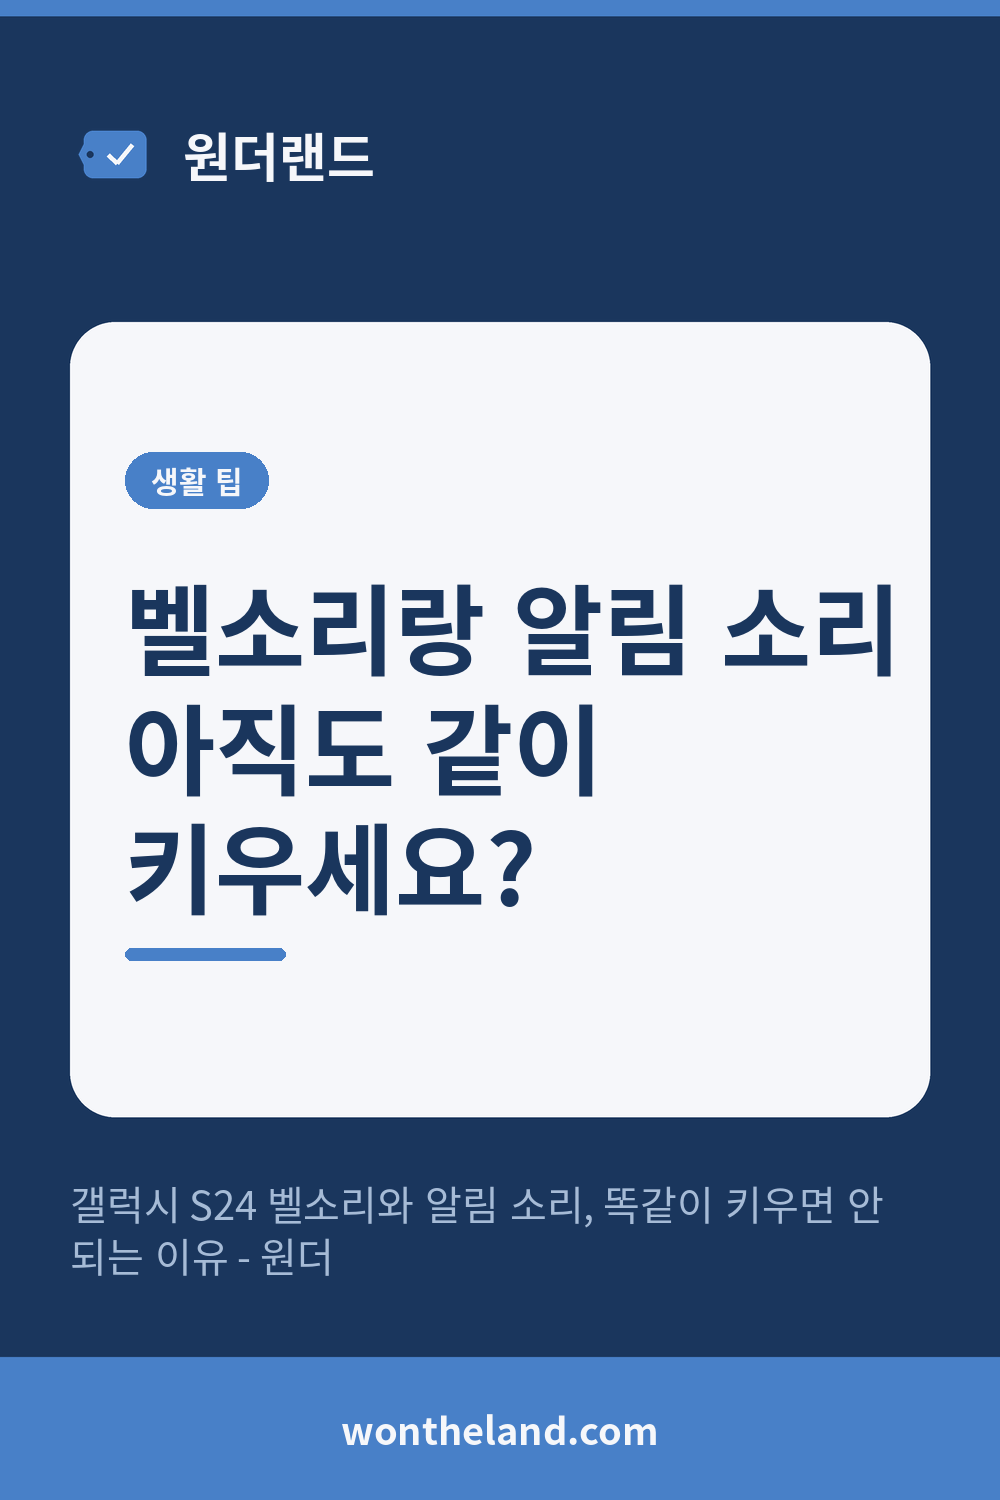 원더랜드
생활 팁
벨소리랑 알림 소리
아직도 같이
키우세요?
갤럭시 S24 벨소리와 알림 소리, 똑같이 키우면 안
되는 이유 - 원더
wontheland.com